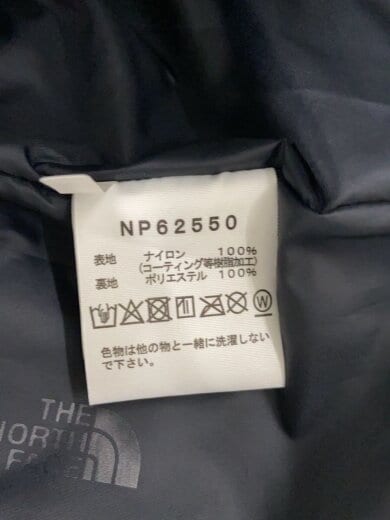 NP62550
表地 ナイロン 100%
(コーティング等樹脂加工)
裏地 ポリエステル 100%
W
色物は他の物と一緒に洗濯しない
で下さい。
THE
NORTH
FACE